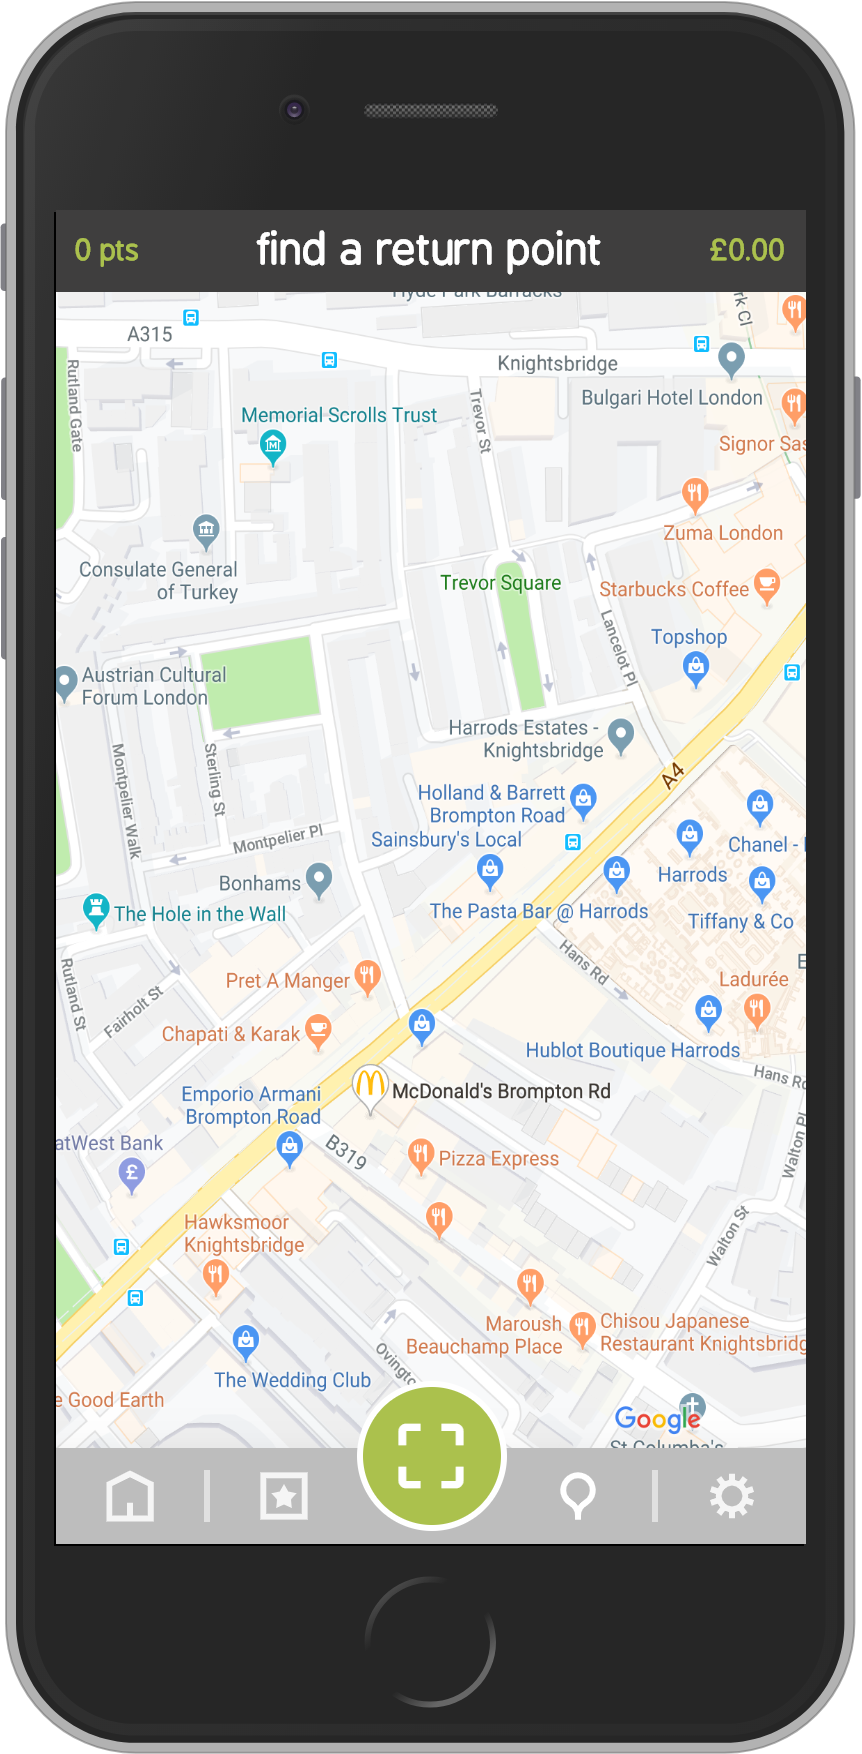 0 pts
find a return point
£0.00
Hyde Park Barracks
A315
Knightsbridge
Rutland Gate
Bulgari Hotel London
Memorial Scrolls Trust
Trevor St
Signor Sas
Zuma London
Consulate General
of Turkey
Trevor Square
Starbucks Coffee
Lancelot Pl
Topshop
Austrian Cultural
Forum London
Harrods Estates -
Knightsbridge
Montpelier Walk
Sterling St
A4
Holland & Barrett
Brompton Road
Sainsbury's Local
Montpelier Pl
Chanel -
Harrods
Bonhams
The Hole in the Wall
The Pasta Bar @ Harrods
Tiffany & Co
Rutland St
Fairholt St
Pret A Manger
Hans Rd
Ladurée
Chapati & Karak
Hublot Boutique Harrods
Hans Rd
Emporio Armani
Brompton Road
McDonald's Brompton Rd
atWest Bank
£
B319
Pizza Express
Walton Pl
Hawksmoor
Knightsbridge
Walton St
Maroush
Beauchamp Place
Chisou Japanese
Restaurant Knightsbridg
Ovingto
The Wedding Club
e Good Earth
Google
St Columba's